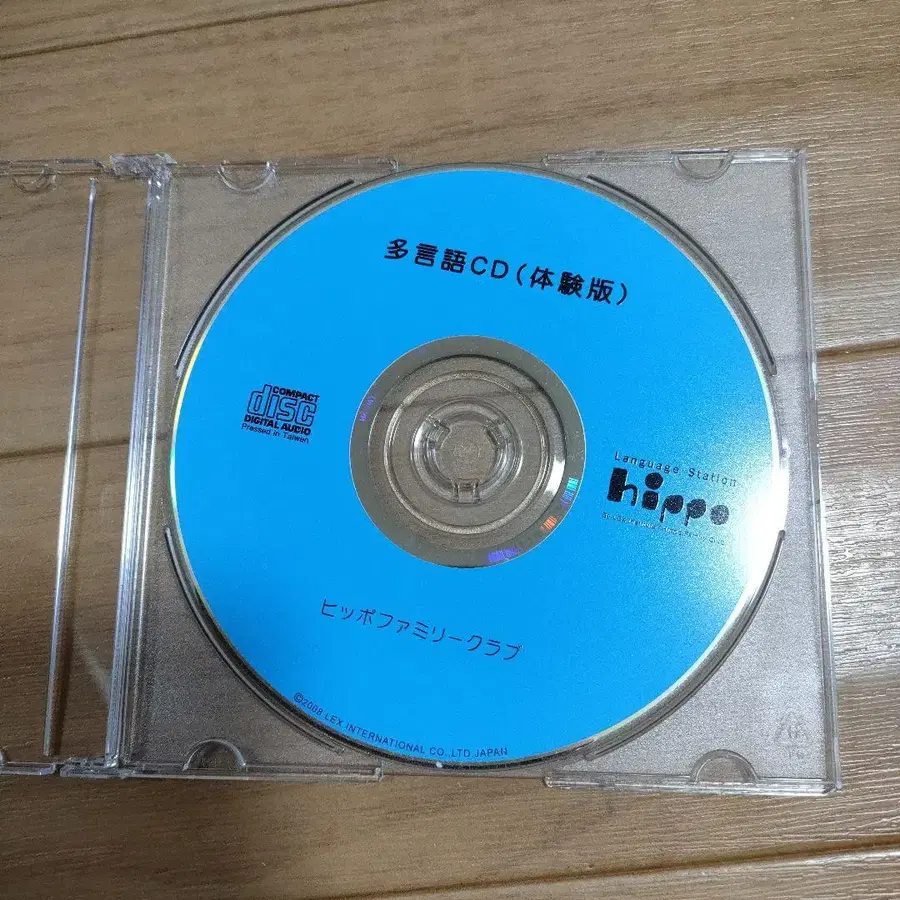 多言語CD(体験版)
COMPACT
disc
DIGITAL AUDIO
Pressed in Taiwan
Language Station
hippo
ヒッポファミリークラブ
©2008 LEX INTERNATIONAL CO.,LTD.JAPAN